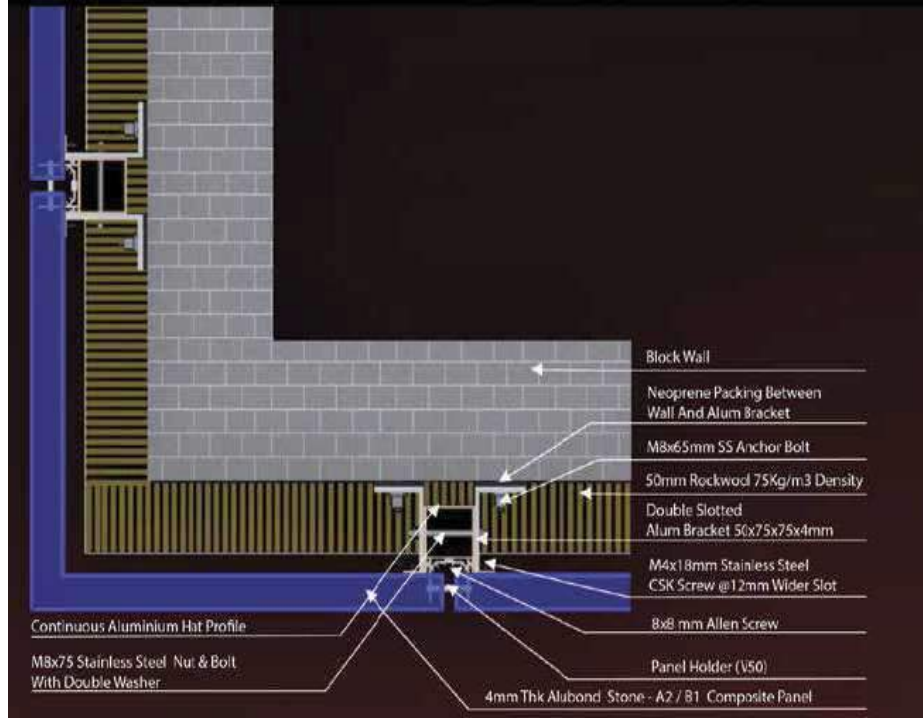 Block Wall
Neoprene Packing Between
Wall And Alum Bracket
M8x65mm SS Anchor Bolt
50mm Rockwool 75Kg/m3 Density
Double Slotted
Alum Bracket 50x75x75x4mm
M4x18mm Stainless Steel
CSK Screw @12mm Wider Slot
8x8 mm Allen Screw
Panel Holder (V50)
4mm Thk Alubond Stone - A2 / B1 Composite Panel
Continuous Aluminium Hat Profile
M8x75 Stainless Steel Nut & Bolt
With Double Washer